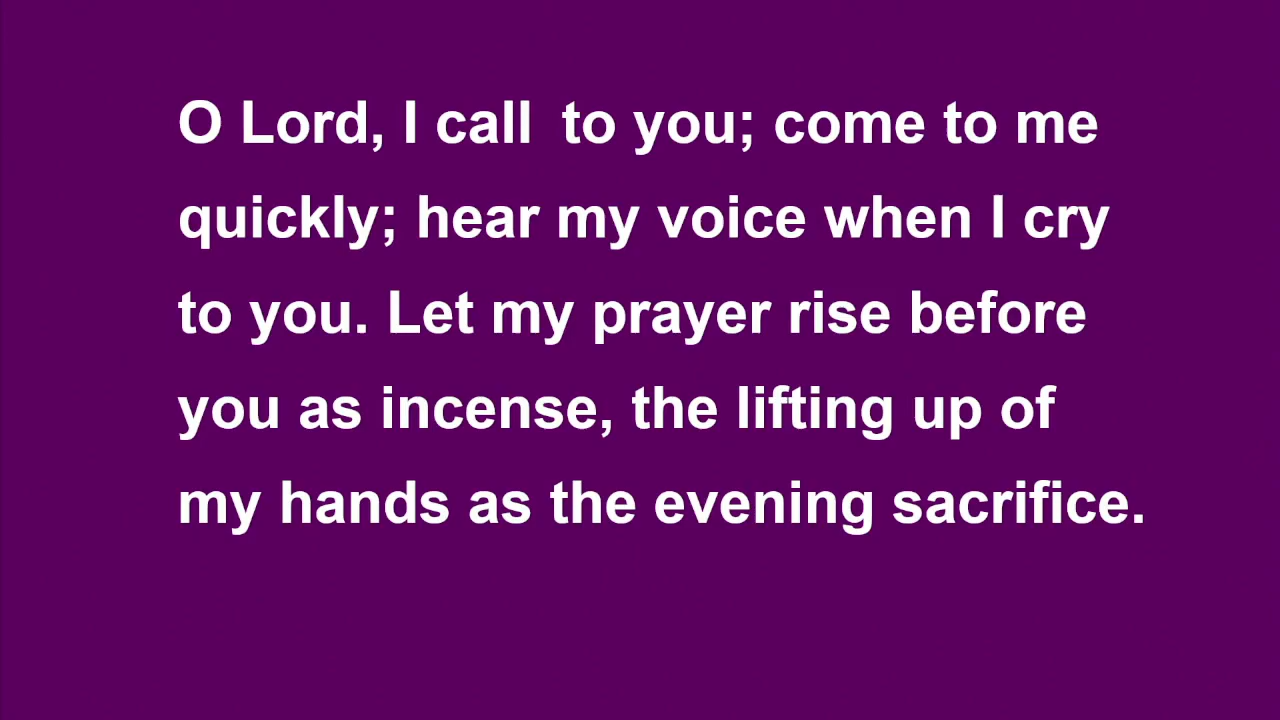 O Lord, I call  to you; come to me
quickly; hear my voice when I cry
to you. Let my prayer rise before
you as incense, the lifting up of
my hands as the evening sacrifice.